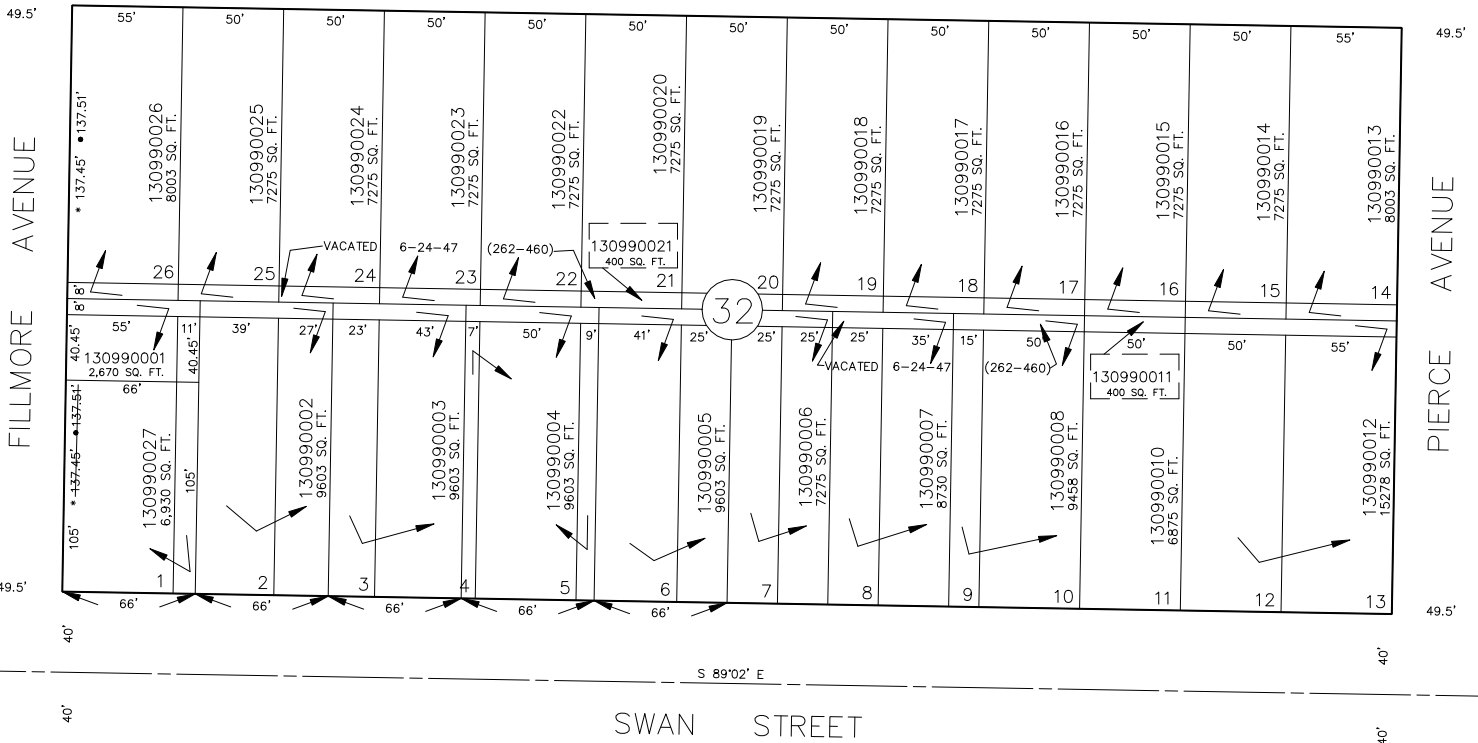 49.5'
55' 50' 50' 50' 50' 50' 50' 50' 50' 50' 50' 50' 55'
49.5'
* 137.45' •137.51'
130990026
8003 SQ. FT.
130990025
7275 SQ. FT.
130990024
7275 SQ. FT.
130990023
7275 SQ. FT.
130990022
7275 SQ. FT.
130990020
7275 SQ. FT.
130990019
7275 SQ. FT.
130990018
7275 SQ. FT.
130990017
7275 SQ. FT.
130990016
7275 SQ. FT.
130990015
7275 SQ. FT.
130990014
7275 SQ. FT.
130990013
8003 SQ. FT.
FILLMORE AVENUE
PIERCE AVENUE
VACATED 6-24-47 (262-460)
130990021
400 SQ. FT.
26 25 24 23 22 21 20 19 18 17 16 15 14
8'
8'
32
55' 11' 39' 27' 23' 43' 7' 50' 9' 41' 25' 25' 25' 25' 35' 15' 50' 50' 50' 55'
40.45'
130990001
2,670 SQ. FT.
66'
40.45'
VACATED 6-24-47 (262-460)
130990011
400 SQ. FT.
* 137.45' •137.51'
105'
130990027
6,930 SQ. FT.
105'
130990002
9603 SQ. FT.
130990003
9603 SQ. FT.
130990004
9603 SQ. FT.
130990005
9603 SQ. FT.
130990006
7275 SQ. FT.
130990007
8730 SQ. FT.
130990008
9458 SQ. FT.
130990010
6875 SQ. FT.
130990012
15278 SQ. FT.
1 2 3 4 5 6 7 8 9 10 11 12 13
49.5'
66' 66' 66' 66' 66'
49.5'
40'
40'
S 89°02' E
40'
40'
SWAN STREET